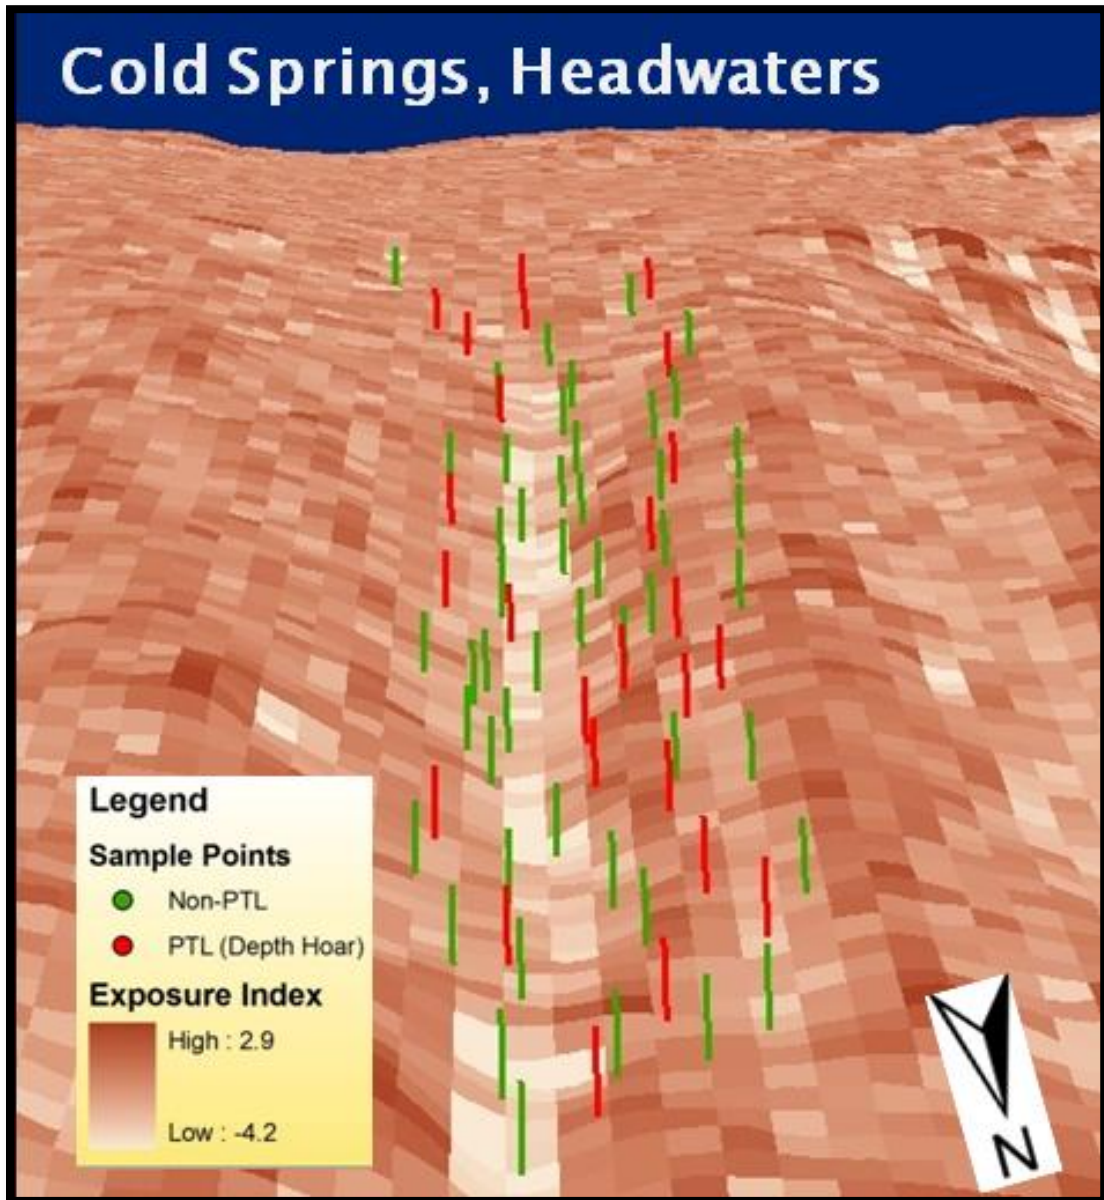 Cold Springs, Headwaters
Legend
Sample Points
Non-PTL
PTL (Depth Hoar)
Exposure Index
High : 2.9
Low : -4.2
N